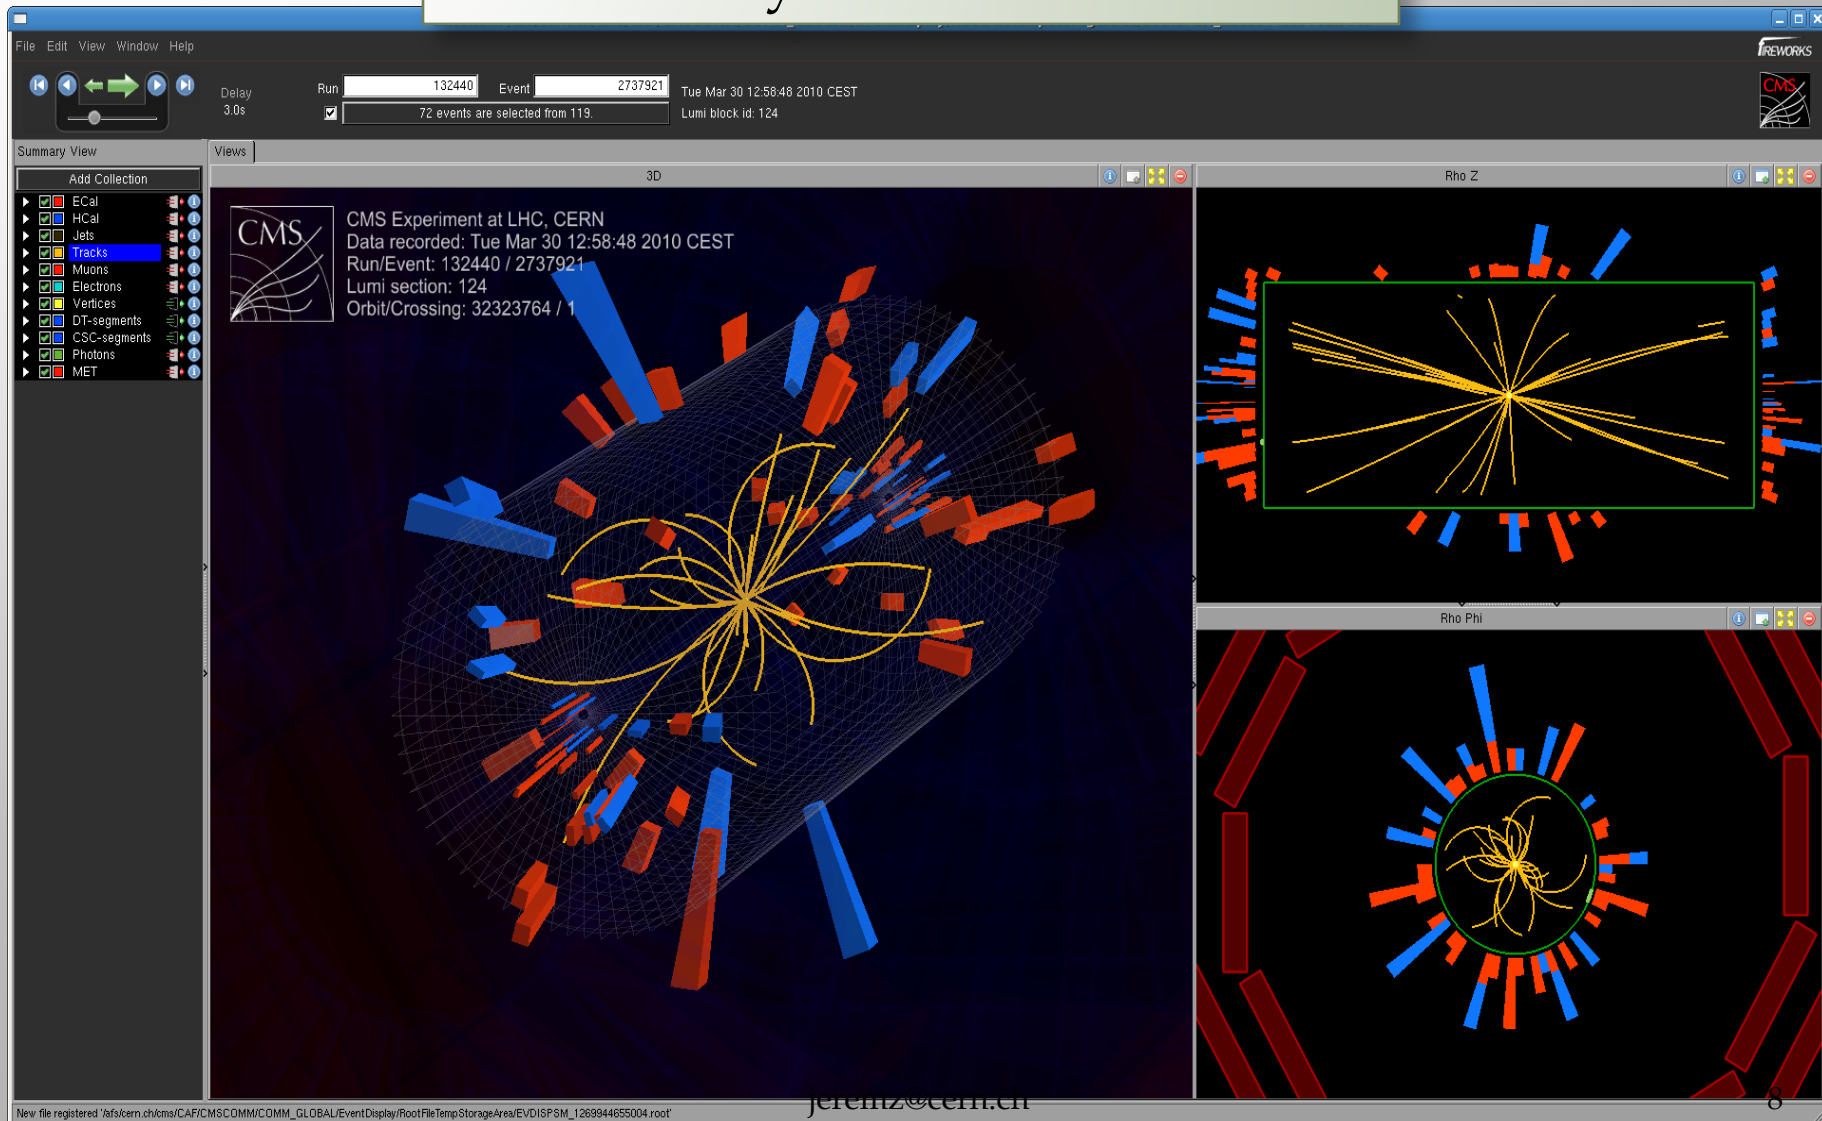 File Edit View Window Help
FIREWORKS
Delay
3.0s
Run 132440 Event 2737921 Tue Mar 30 12:58:48 2010 CEST
72 events are selected from 119. Lumi block id: 124
CMS
Summary View
Views
Add Collection
ECal
HCal
Jets
Tracks
Muons
Electrons
Vertices
DT-segments
CSC-segments
Photons
MET
3D
CMS
CMS Experiment at LHC, CERN
Data recorded: Tue Mar 30 12:58:48 2010 CEST
Run/Event: 132440 / 2737921
Lumi section: 124
Orbit/Crossing: 32323764 / 1
Rho Z
Rho Phi
jeremz@cern.ch
8
New file registered '/afs/cern.ch/cms/CAF/CMSCOMM/COMM_GLOBAL/EventDisplay/RootFileTempStorageArea/EVDISPSM_1269944655004.root'